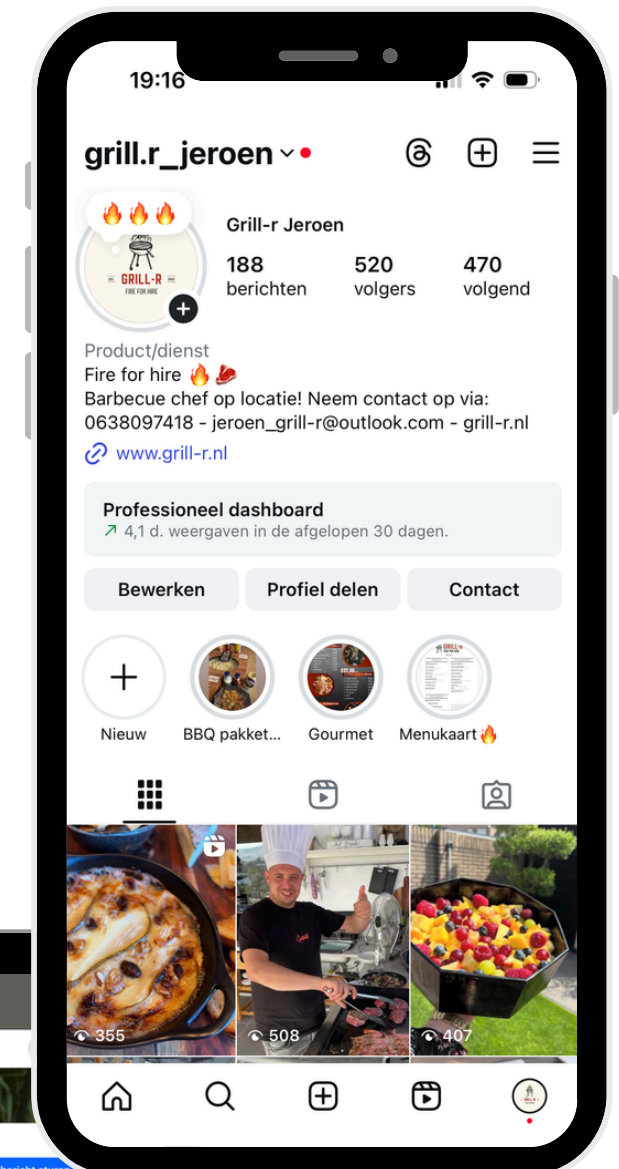 19:16
grill.r_jeroen
Grill-r Jeroen
188 520 470
berichten volgers volgend
GRILL-R
FIRE FOR HIRE
Product/dienst
Fire for hire 🔥 🥩
Barbecue chef op locatie! Neem contact op via:
0638097418 - jeroen_grill-r@outlook.com - grill-r.nl
www.grill-r.nl
Professioneel dashboard
4,1 d. weergaven in de afgelopen 30 dagen.
Bewerken Profiel delen Contact
GRILL-R
Nieuw BBQ pakket... Gourmet Menukaart🔥
355 508 407